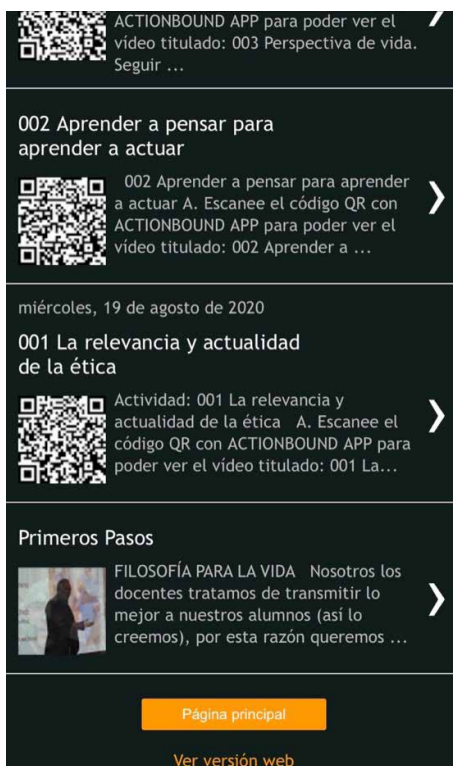 ACTIONBOUND APP para poder ver el
vídeo titulado: 003 Perspectiva de vida.
Seguir ...
002 Aprender a pensar para
aprender a actuar
002 Aprender a pensar para aprender
a actuar A. Escanee el código QR con
ACTIONBOUND APP para poder ver el
vídeo titulado: 002 Aprender a ...
miércoles, 19 de agosto de 2020
001 La relevancia y actualidad
de la ética
Actividad: 001 La relevancia y
actualidad de la ética A. Escanee el
código QR con ACTIONBOUND APP para
poder ver el vídeo titulado: 001 La...
Primeros Pasos
FILOSOFÍA PARA LA VIDA Nosotros los
docentes tratamos de transmitir lo
mejor a nuestros alumnos (así lo
creemos), por esta razón queremos ...
Página principal
Ver versión web